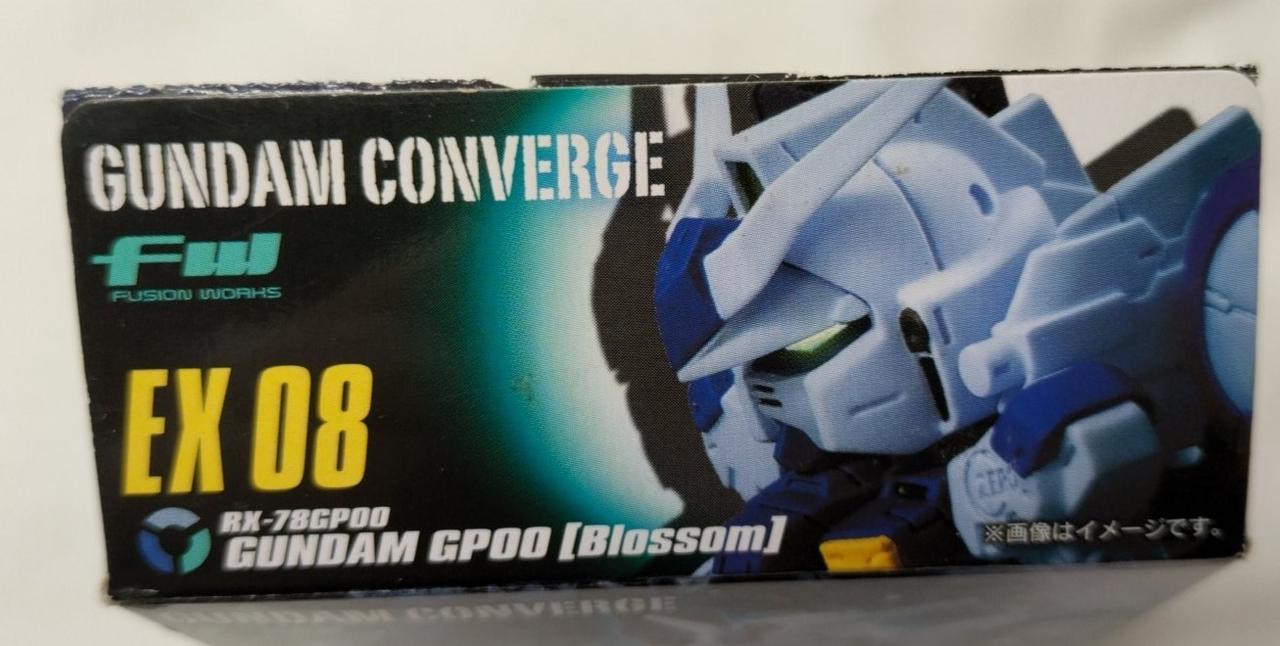 GUNDAM CONVERGE
FW
FUSION WORKS
EX 08
RX-78GP00
GUNDAM GP00 [Blossom]
※画像はイメージです。
GUNDAM CONVERGE